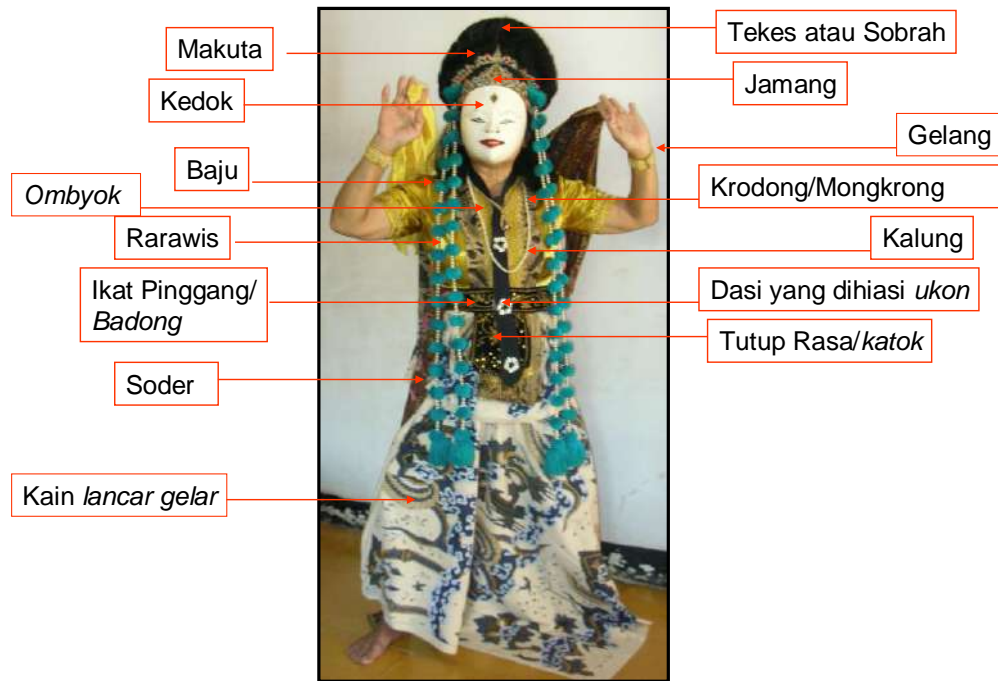 Tekes atau Sobrah
Makuta
Jamang
Kedok
Gelang
Baju
Krodong/Mongkrong
Ombyok
Rarawis
Kalung
Ikat Pinggang/
Badong
Dasi yang dihiasi ukon
Tutup Rasa/katok
Soder
Kain lancar gelar